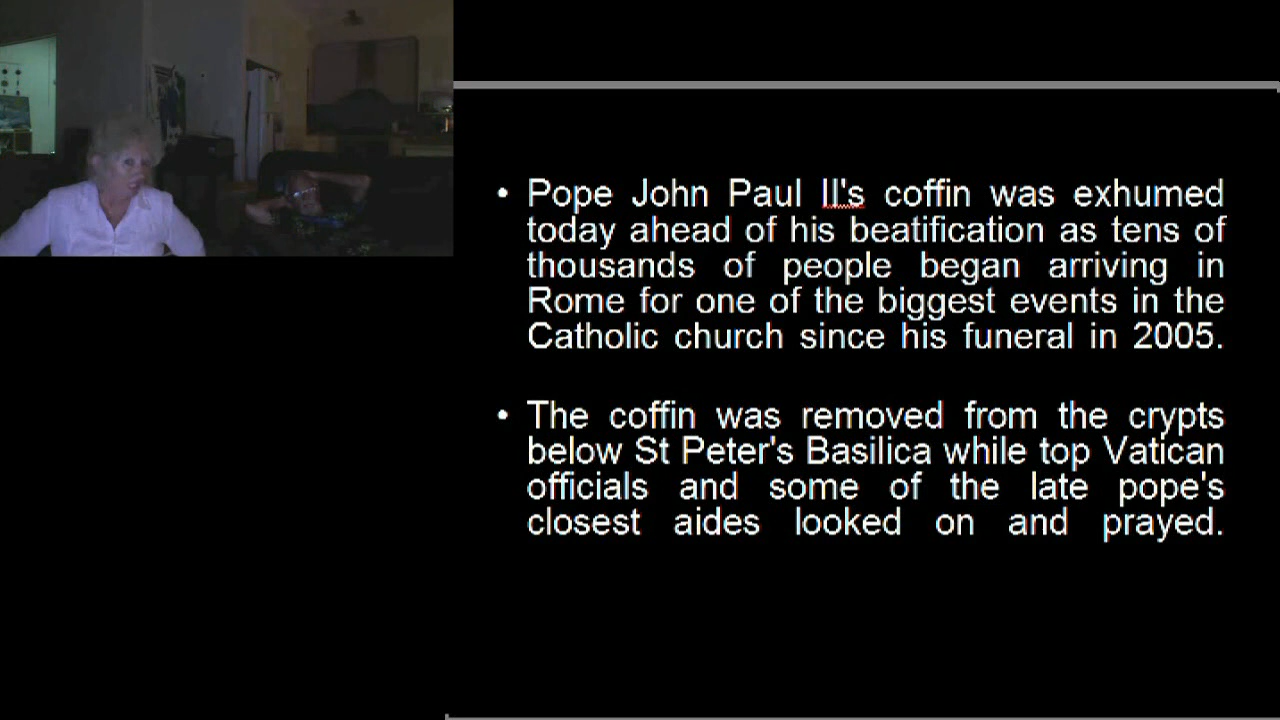 • Pope John Paul II's coffin was exhumed
today ahead of his beatification as tens of
thousands of people began arriving in
Rome for one of the biggest events in the
Catholic church since his funeral in 2005.
• The coffin was removed from the crypts
below St Peter's Basilica while top Vatican
officials and some of the late pope's
closest aides looked on and prayed.